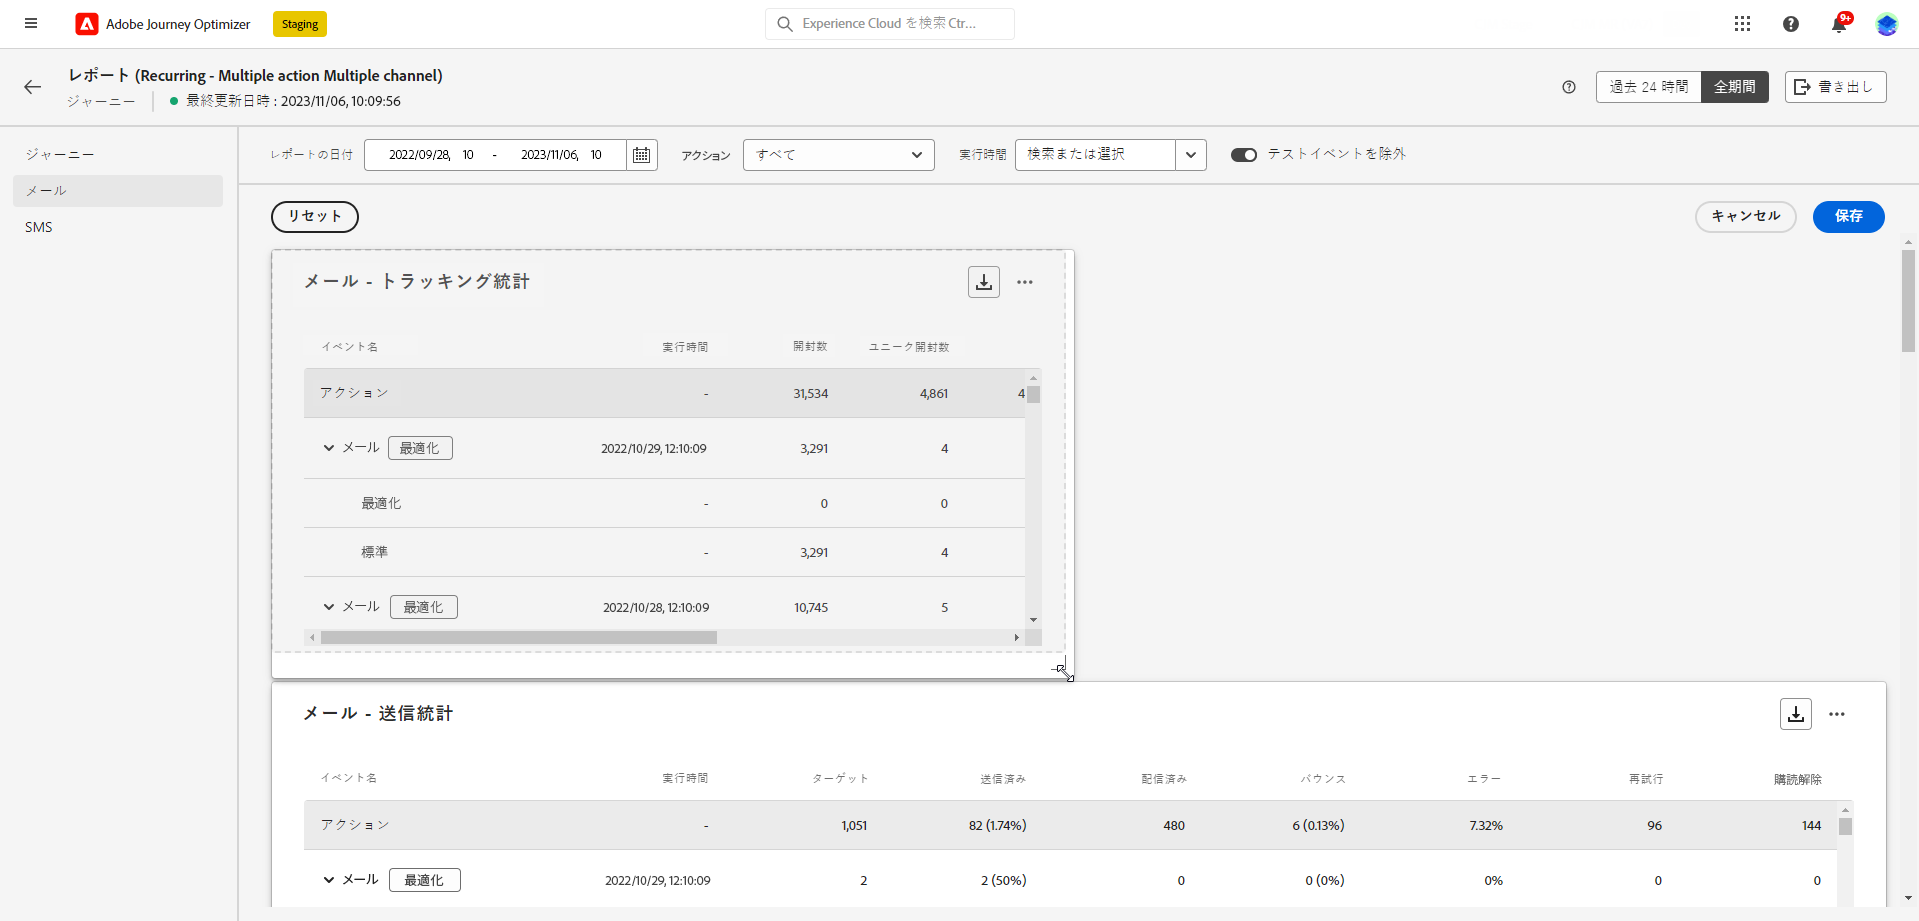 Adobe Journey Optimizer Staging Experience Cloud を検索 Ctr... 9+
レポート (Recurring - Multiple action Multiple channel)
ジャーニー 最終更新日時 : 2023/11/06, 10:09:56
過去 24 時間 全期間 書き出し
ジャーニー
メール
SMS
レポートの日付 2022/09/28, 10 - 2023/11/06, 10 アクション すべて 実行時間 検索または選択 テストイベントを除外
リセット キャンセル 保存
メール - トラッキング統計
イベント名 実行時間 開封数 ユニーク開封数
アクション - 31,534 4,861 4
メール 最適化 2022/10/29, 12:10:09 3,291 4
最適化 - 0 0
標準 - 3,291 4
メール 最適化 2022/10/28, 12:10:09 10,745 5
メール - 送信統計
イベント名 実行時間 ターゲット 送信済み 配信済み バウンス エラー 再試行 購読解除
アクション - 1,051 82 (1.74%) 480 6 (0.13%) 7.32% 96 144
メール 最適化 2022/10/29, 12:10:09 2 2 (50%) 0 0 (0%) 0% 0 0